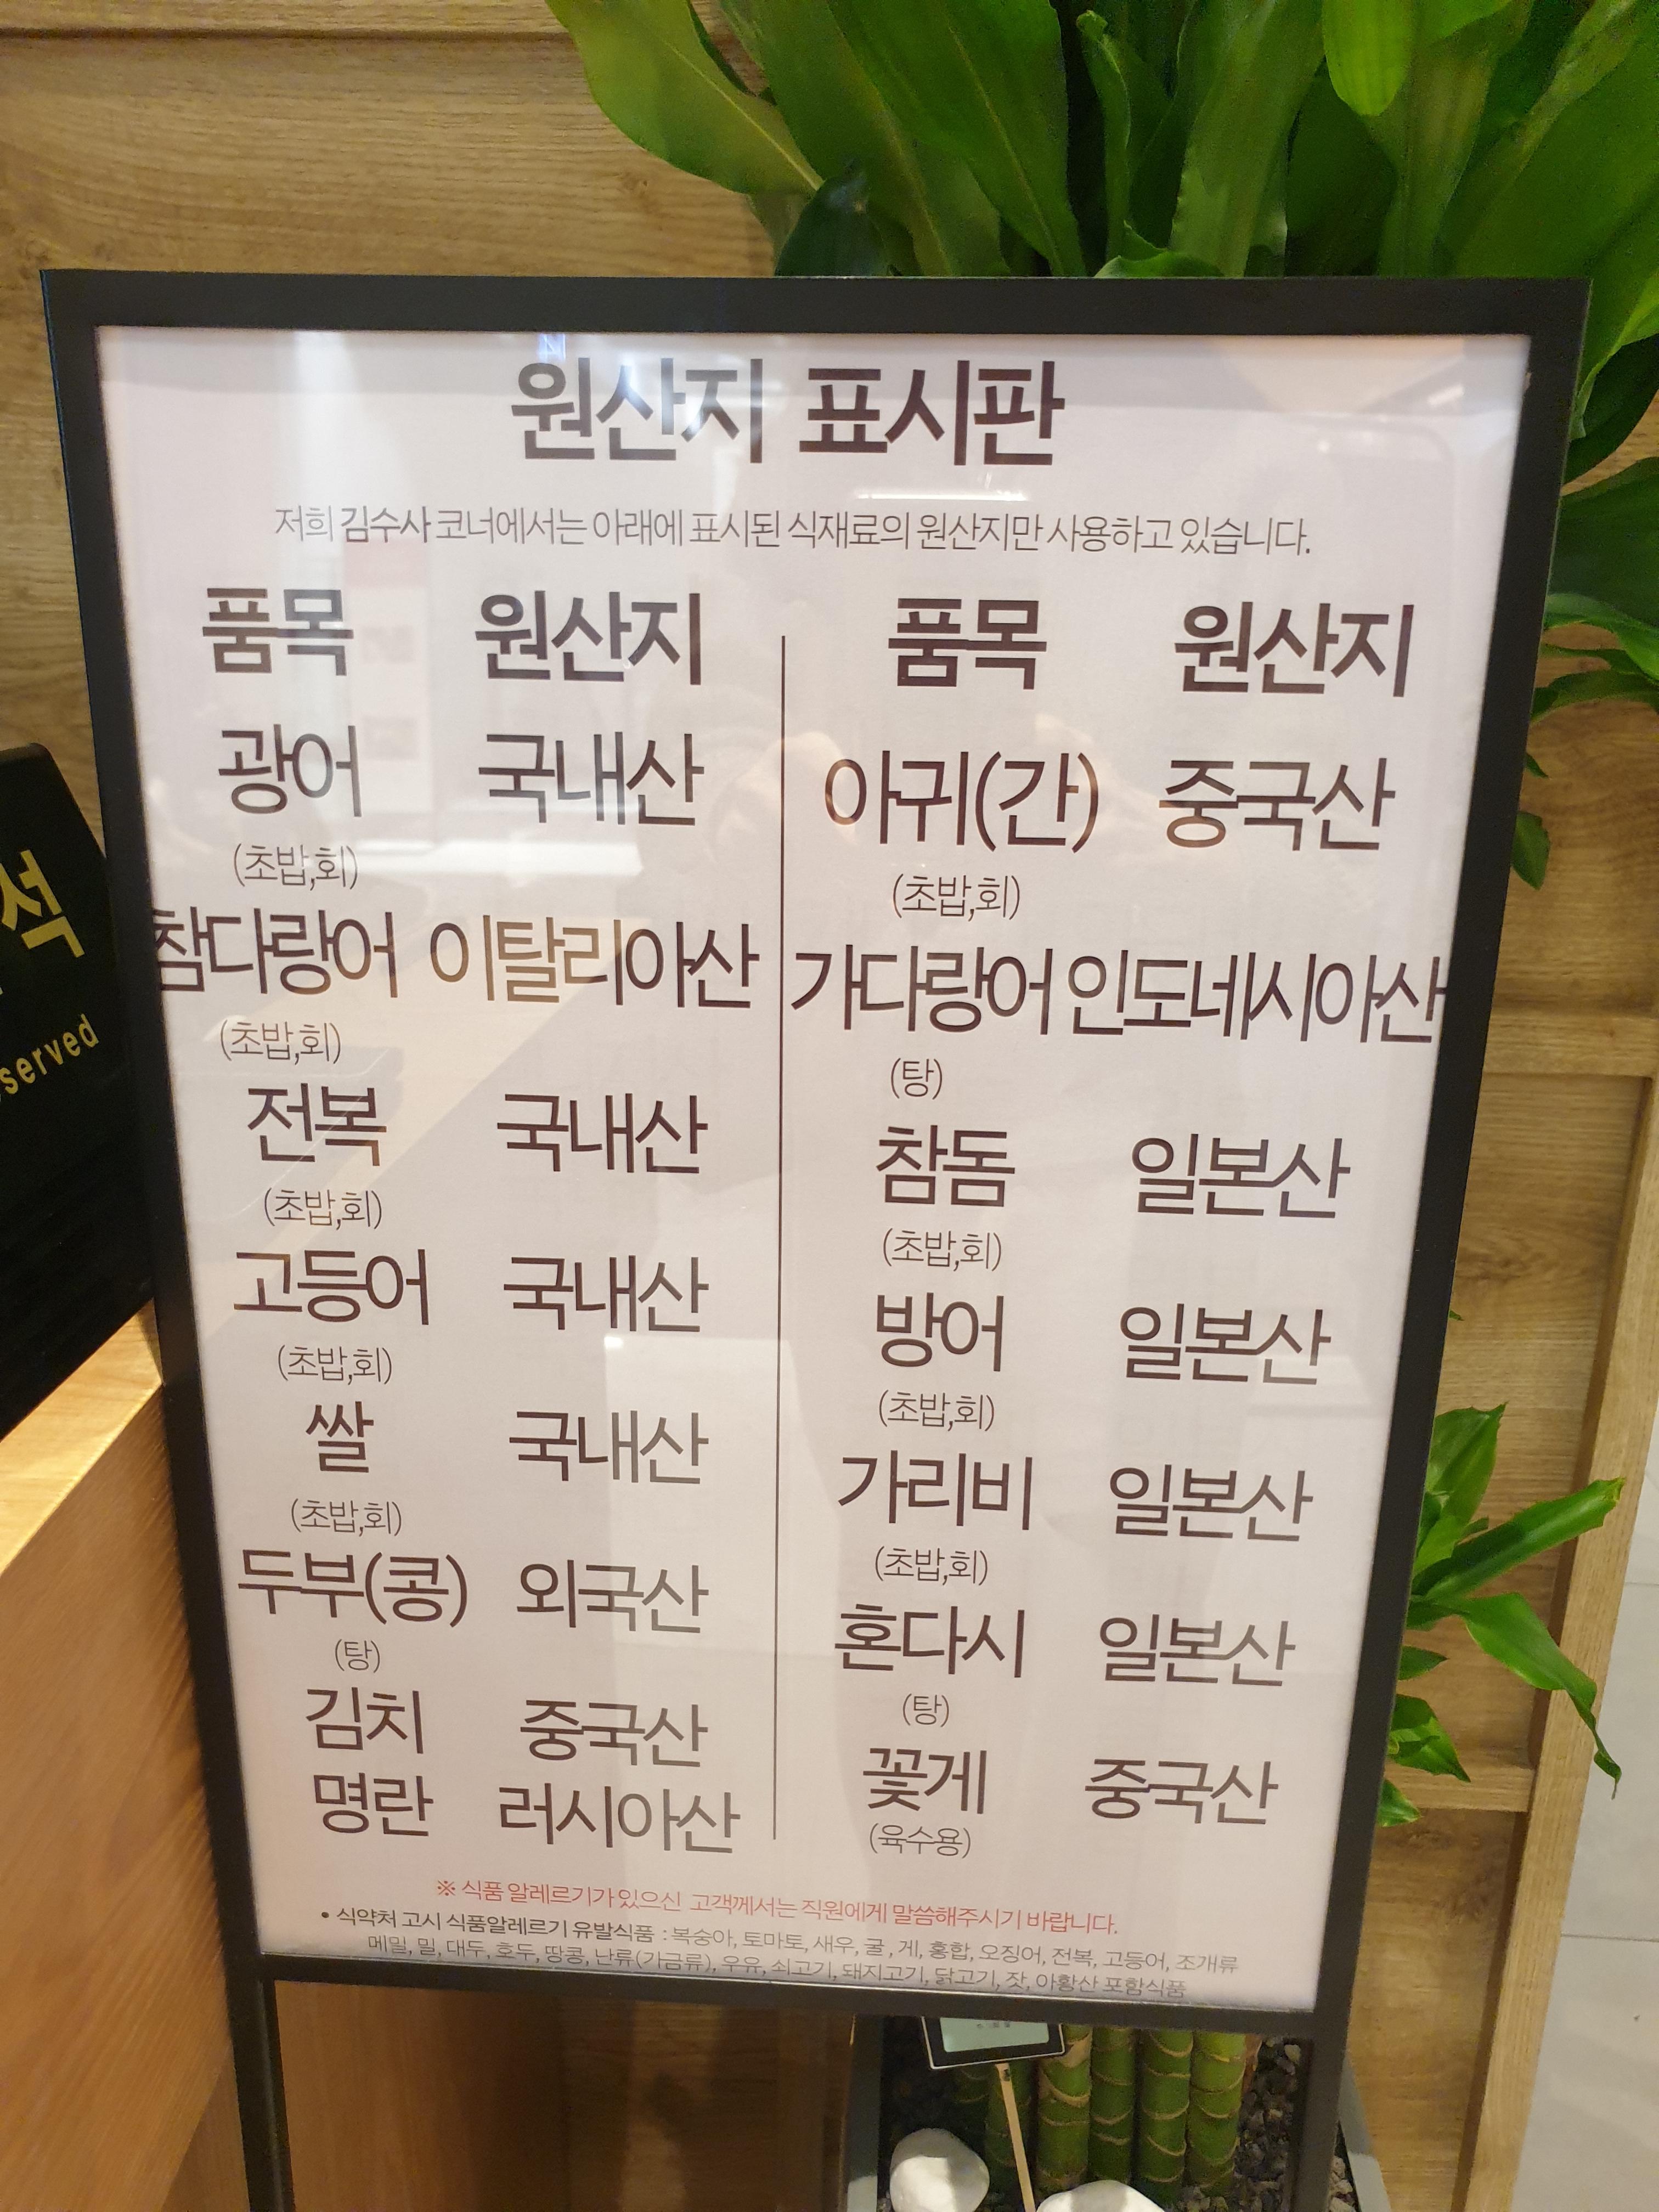 원산지 표시판
저희 김수사 코너에서는 아래에 표시된 식재료의 원산지만 사용하고 있습니다.
품목 원산지
광어 국내산
(초밥,회)
참다랑어 이탈리아산
(초밥,회)
전복 국내산
(초밥,회)
고등어 국내산
(초밥,회)
쌀 국내산
(초밥,회)
두부(콩) 외국산
(탕)
김치 중국산
명란 러시아산
품목 원산지
아귀(간) 중국산
(초밥,회)
가다랑어 인도네시아산
(탕)
참돔 일본산
(초밥,회)
방어 일본산
(초밥,회)
가리비 일본산
(초밥,회)
혼다시 일본산
(탕)
꽃게 중국산
(육수용)
※ 식품 알레르기가 있으신 고객께서는 직원에게 말씀해주시기 바랍니다.
• 식약처 고시 식품알레르기 유발식품 : 복숭아, 토마토, 새우, 굴, 게, 홍합, 오징어, 전복, 고등어, 조개류
메밀, 밀, 대두, 호두, 땅콩, 난류(가금류), 우유, 쇠고기, 돼지고기, 닭고기, 잣, 아황산 포함식품
석
served